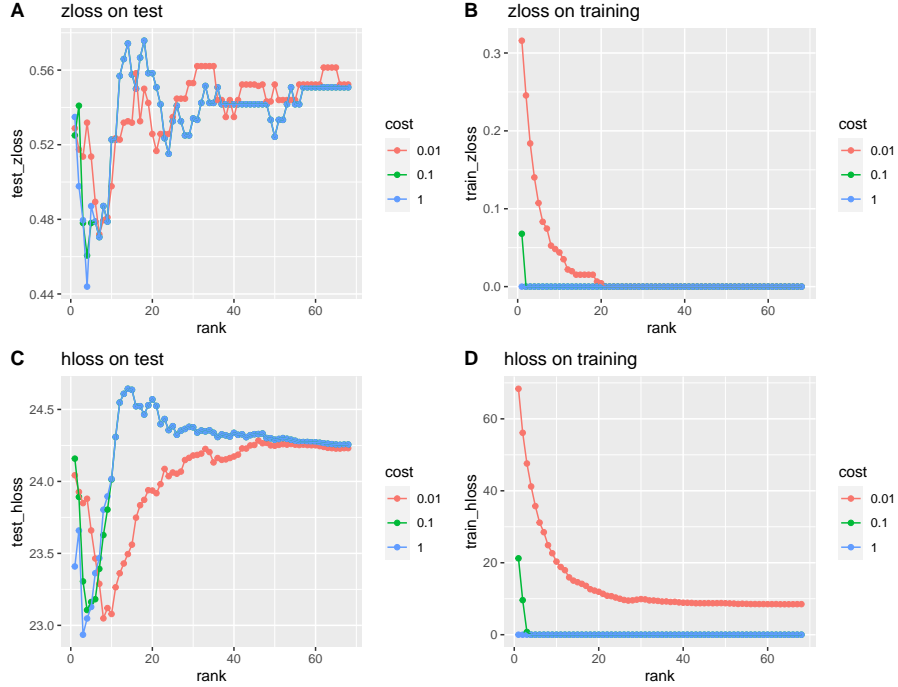 A
zloss on test
test_zloss
0.56
0.52
0.48
0.44
0
20
40
60
rank
cost
0.01
0.1
1
B
zloss on training
train_zloss
0.3
0.2
0.1
0.0
0
20
40
60
rank
cost
0.01
0.1
1
C
hloss on test
test_hloss
24.5
24.0
23.5
23.0
0
20
40
60
rank
cost
0.01
0.1
1
D
hloss on training
train_hloss
60
40
20
0
0
20
40
60
rank
cost
0.01
0.1
1